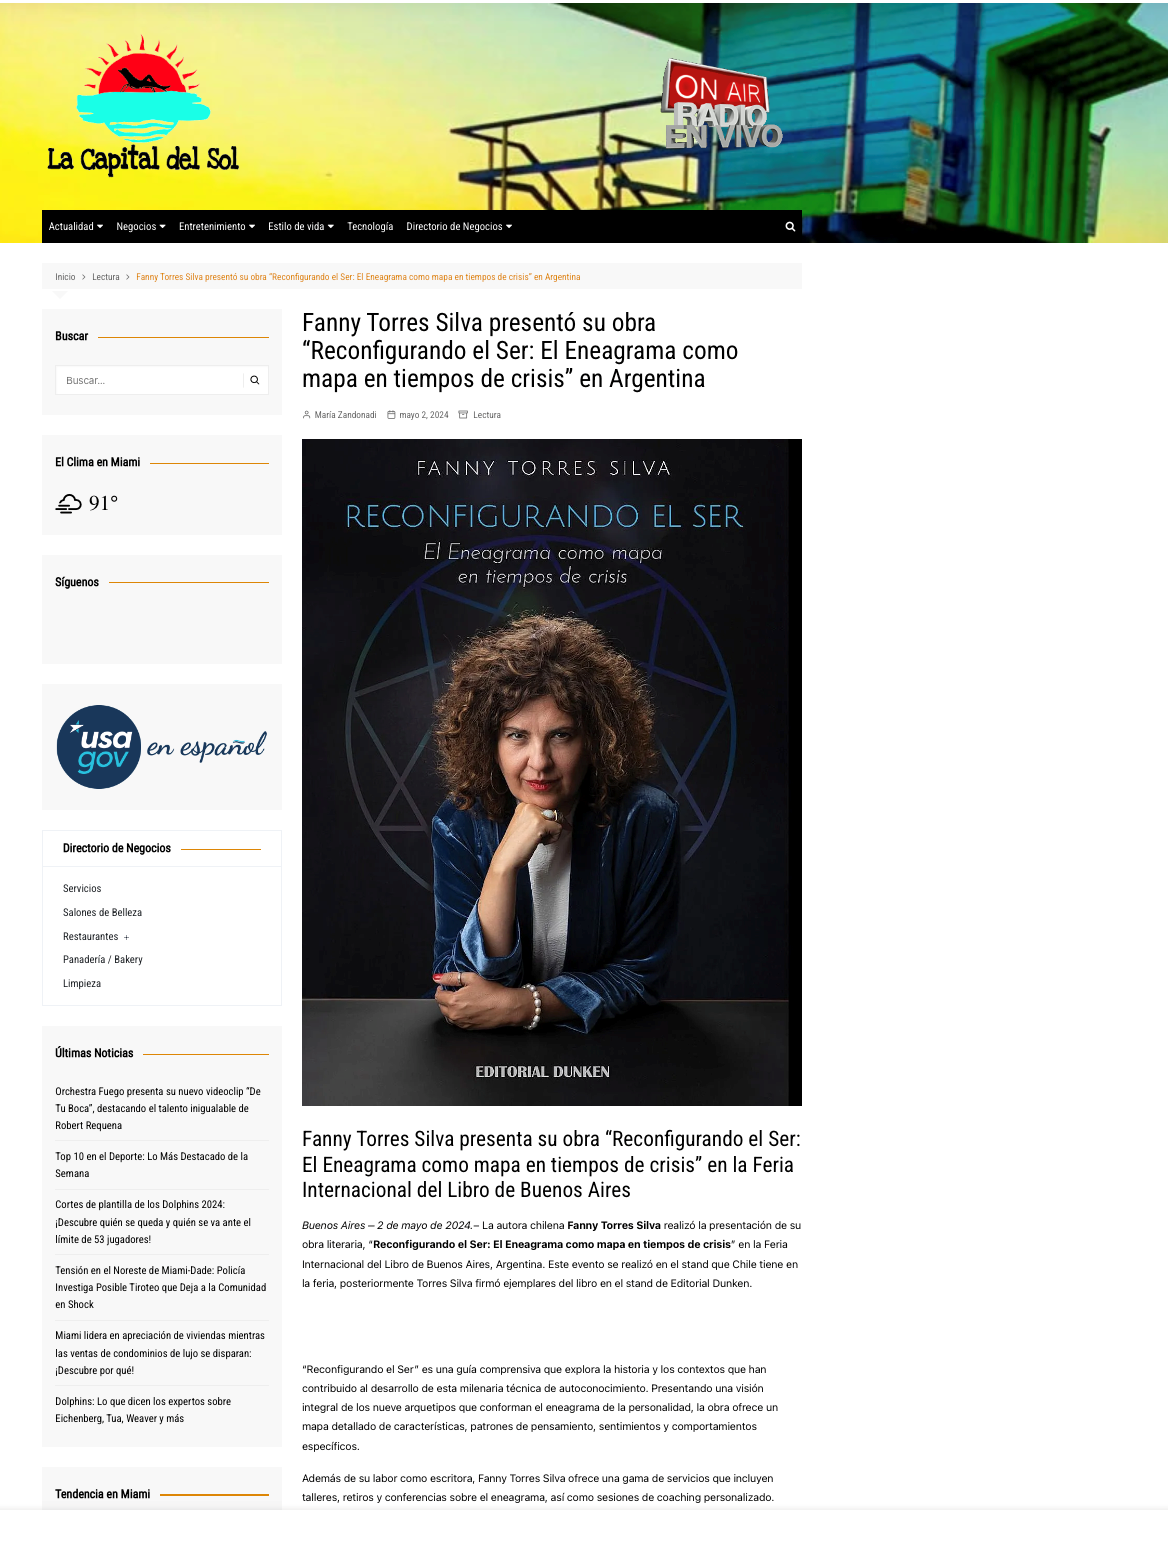 La Capital del Sol
ON AIR
RADIO
EN VIVO
Actualidad
Negocios
Entretenimiento
Estilo de vida
Tecnología
Directorio de Negocios
Inicio > Lectura > Fanny Torres Silva presentó su obra “Reconfigurando el Ser: El Eneagrama como mapa en tiempos de crisis” en Argentina
Buscar
Buscar...
El Clima en Miami
91°
Síguenos
usa
gov
en español
Directorio de Negocios
Servicios
Salones de Belleza
Restaurantes +
Panadería / Bakery
Limpieza
Últimas Noticias
Orchestra Fuego presenta su nuevo videoclip “De
Tu Boca”, destacando el talento inigualable de
Robert Requena
Top 10 en el Deporte: Lo Más Destacado de la
Semana
Cortes de plantilla de los Dolphins 2024:
¡Descubre quién se queda y quién se va ante el
límite de 53 jugadores!
Tensión en el Noreste de Miami-Dade: Policía
Investiga Posible Tiroteo que Deja a la Comunidad
en Shock
Miami lidera en apreciación de viviendas mientras
las ventas de condominios de lujo se disparan:
¡Descubre por qué!
Dolphins: Lo que dicen los expertos sobre
Eichenberg, Tua, Weaver y más
Tendencia en Miami
Fanny Torres Silva presentó su obra
“Reconfigurando el Ser: El Eneagrama como
mapa en tiempos de crisis” en Argentina
María Zandonadi
mayo 2, 2024
Lectura
FANNY TORRES SILVA
RECONFIGURANDO EL SER
El Eneagrama como mapa
en tiempos de crisis
EDITORIAL DUNKEN
Fanny Torres Silva presenta su obra “Reconfigurando el Ser:
El Eneagrama como mapa en tiempos de crisis” en la Feria
Internacional del Libro de Buenos Aires
Buenos Aires – 2 de mayo de 2024.– La autora chilena Fanny Torres Silva realizó la presentación de su
obra literaria, “Reconfigurando el Ser: El Eneagrama como mapa en tiempos de crisis” en la Feria
Internacional del Libro de Buenos Aires, Argentina. Este evento se realizó en el stand que Chile tiene en
la feria, posteriormente Torres Silva firmó ejemplares del libro en el stand de Editorial Dunken.
“Reconfigurando el Ser” es una guía comprensiva que explora la historia y los contextos que han
contribuido al desarrollo de esta milenaria técnica de autoconocimiento. Presentando una visión
integral de los nueve arquetipos que conforman el eneagrama de la personalidad, la obra ofrece un
mapa detallado de características, patrones de pensamiento, sentimientos y comportamientos
específicos.
Además de su labor como escritora, Fanny Torres Silva ofrece una gama de servicios que incluyen
talleres, retiros y conferencias sobre el eneagrama, así como sesiones de coaching personalizado.